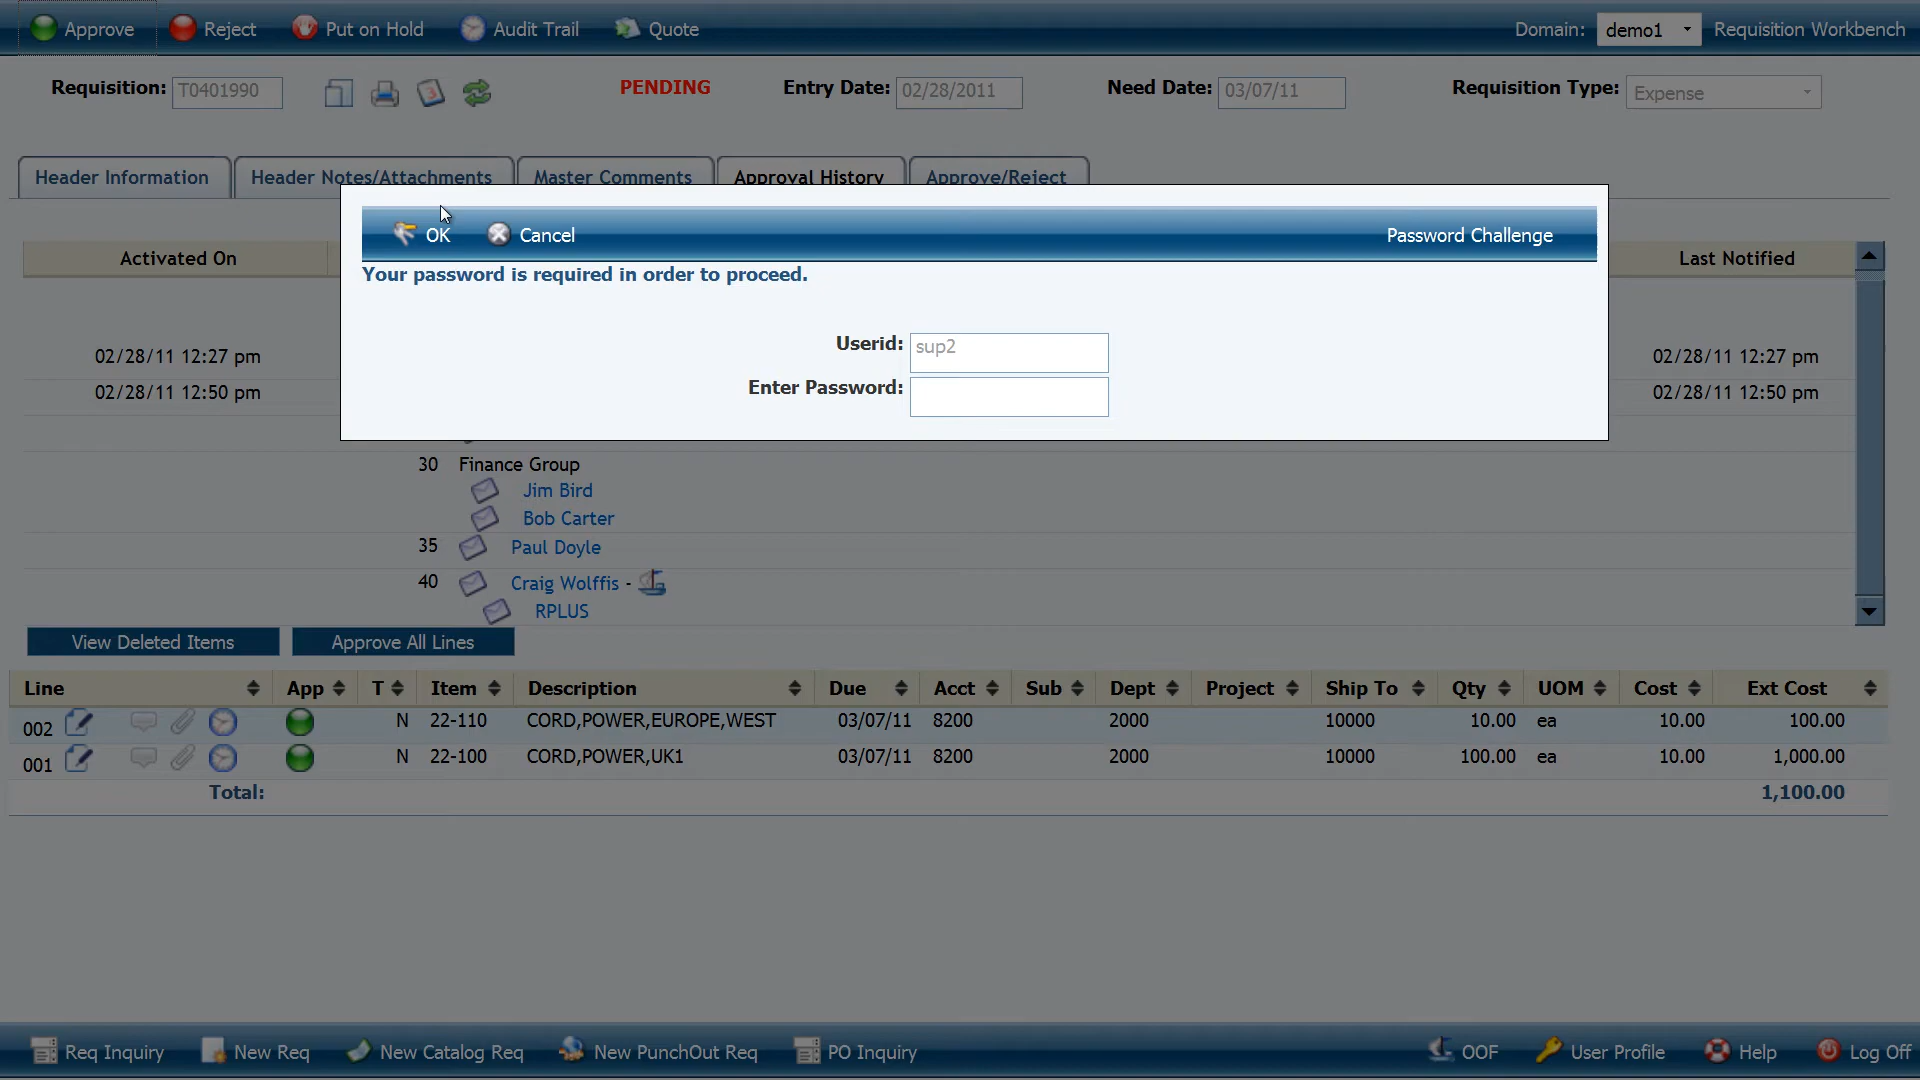 Approve Reject Put on Hold Audit Trail Quote Domain: demo1 Requisition Workbench
Requisition: T0401990 PENDING Entry Date: 02/28/2011 Need Date: 03/07/11 Requisition Type: Expense
Header Information Header Notes/Attachments Master Comments Approval History Approve/Reject
OK Cancel Password Challenge
Activated On Last Notified
Your password is required in order to proceed.
Userid: sup2
02/28/11 12:27 pm 02/28/11 12:27 pm
Enter Password:
02/28/11 12:50 pm 02/28/11 12:50 pm
30 Finance Group
Jim Bird
Bob Carter
35 Paul Doyle
40 Craig Wolffis -
RPLUS
View Deleted Items Approve All Lines
Line App T Item Description Due Acct Sub Dept Project Ship To Qty UOM Cost Ext Cost
002 N 22-110 CORD,POWER,EUROPE,WEST 03/07/11 8200 2000 10000 10.00 ea 10.00 100.00
001 N 22-100 CORD,POWER,UK1 03/07/11 8200 2000 10000 100.00 ea 10.00 1,000.00
Total: 1,100.00
Req Inquiry New Req New Catalog Req New PunchOut Req PO Inquiry OOF User Profile Help Log Off